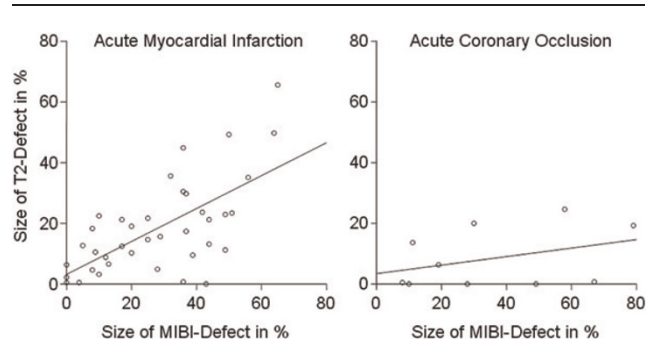 Acute Myocardial Infarction
80
60
40
20
0
Size of T2-Defect in %
0 20 40 60 80
Size of MIBI-Defect in %
Acute Coronary Occlusion
80
60
40
20
0
0 20 40 60 80
Size of MIBI-Defect in %